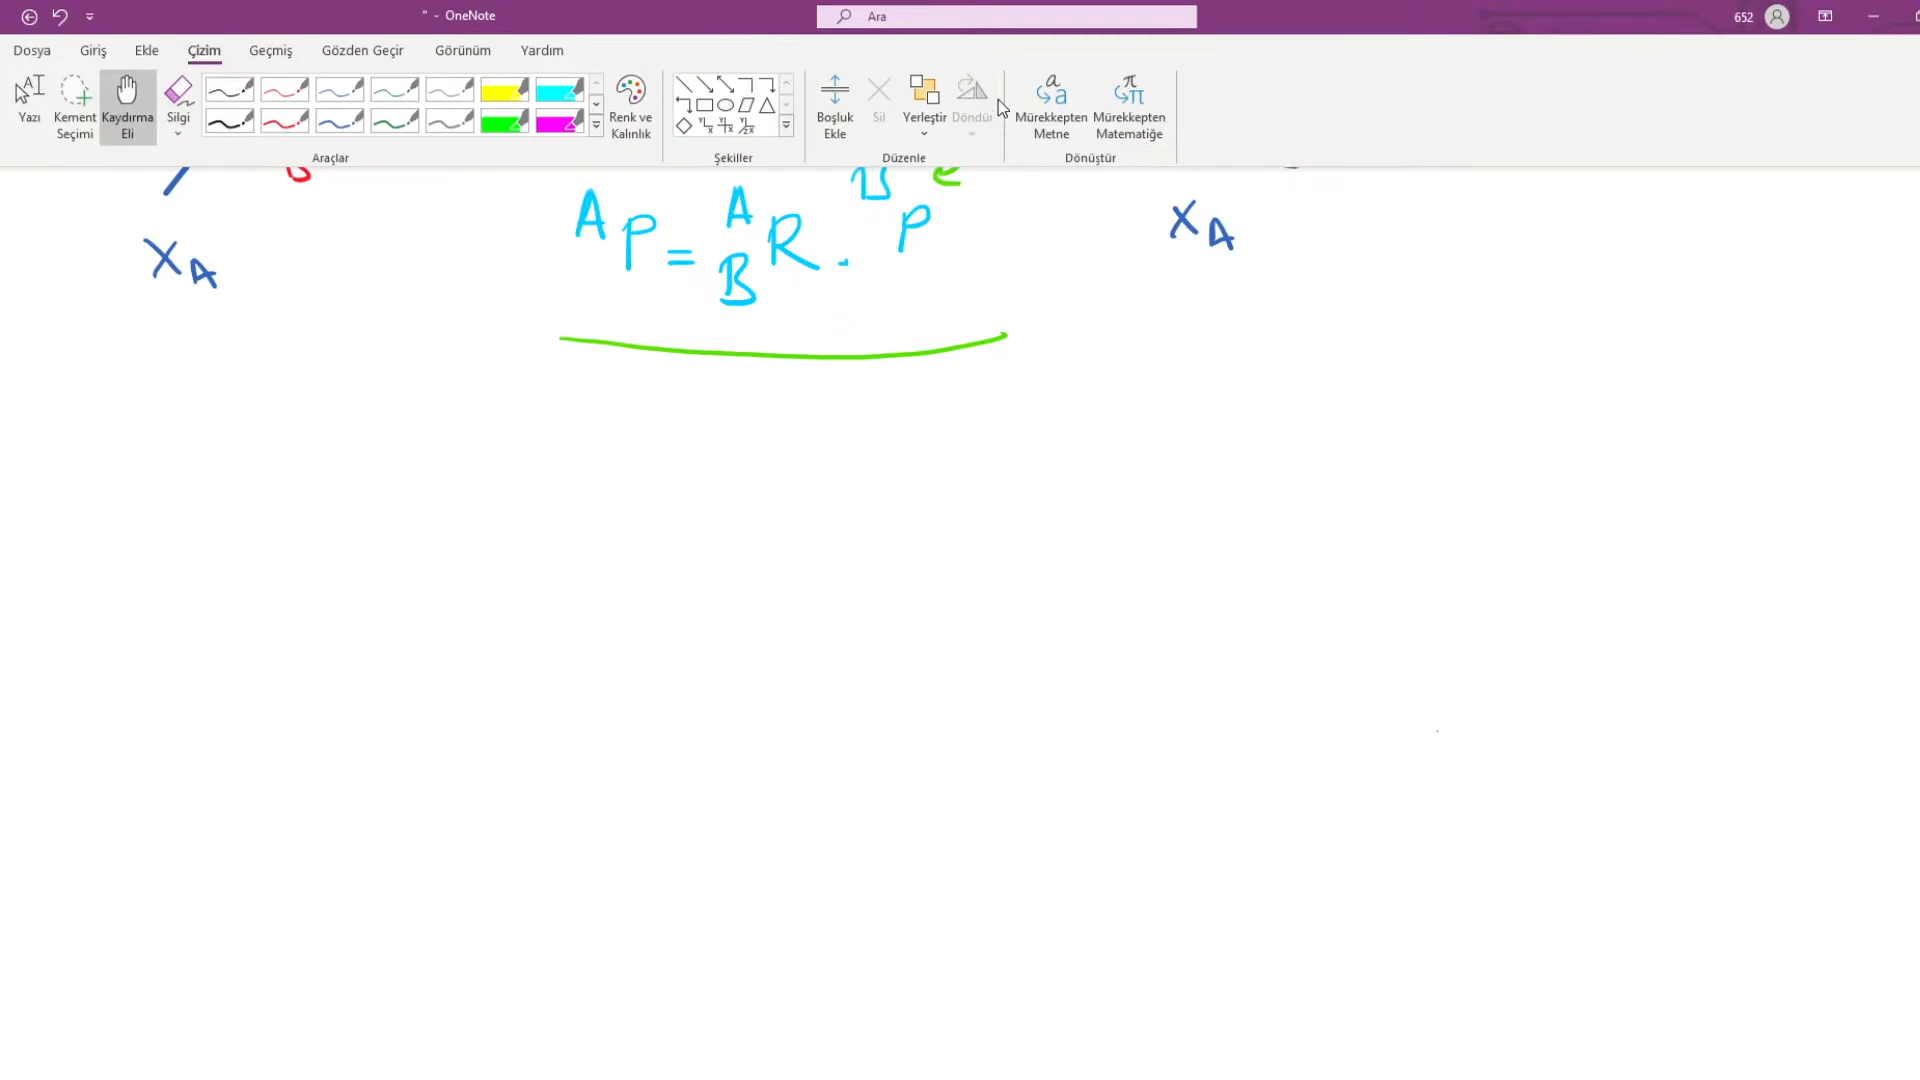 " - OneNote
Ara
652
Dosya Giriş Ekle Çizim Geçmiş Gözden Geçir Görünüm Yardım
Yazı
Kement Seçimi
Kaydırma Eli
Silgi
Renk ve Kalınlık
Boşluk Ekle
Sil
Yerleştir
Döndür
Mürekkepten Metne
Mürekkepten Matematiğe
Araçlar Şekiller Düzenle Dönüştür
A P = A B R . B P
X A
X A